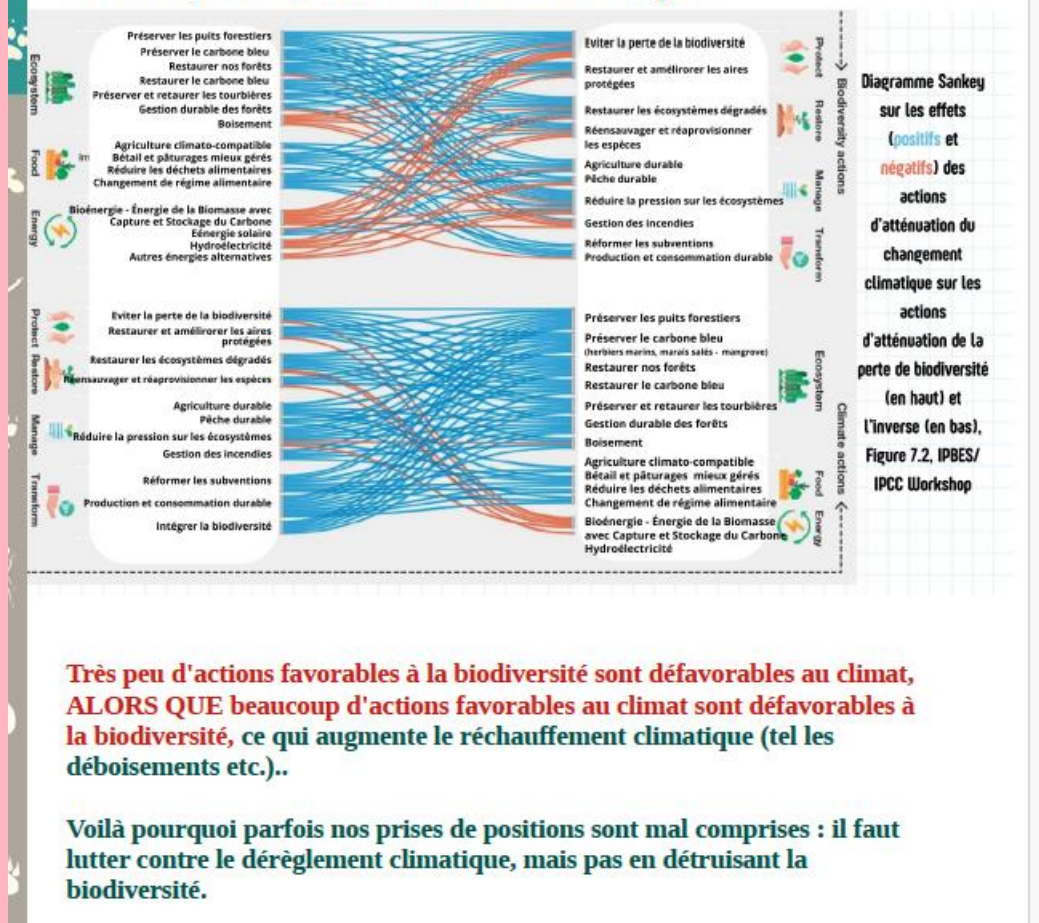 Ecosystem
Food
Energy
Préserver les puits forestiers
Préserver le carbone bleu
Restaurer nos forêts
Restaurer le carbone bleu
Préserver et retaurer les tourbières
Gestion durable des forêts
Boisement
Agriculture climato-compatible
Im
Bétail et pâturages mieux gérés
Réduire les déchets alimentaires
Changement de régime alimentaire
Bioénergie - Énergie de la Biomasse avec
Capture et Stockage du Carbone
Eénergie solaire
Hydroélectricité
Autres énergies alternatives
Eviter la perte de la biodiversité
Restaurer et amélirorer les aires
protégées
Restaurer les écosystèmes dégradés
Réensauvager et réaprovisionner
les espèces
Agriculture durable
Pêche durable
Réduire la pression sur les écosystèmes
Gestion des incendies
Réformer les subventions
Production et consommation durable
Protect
Restore
Manage
Transform
Biodiversity actions
Diagramme Sankey
sur les effets
(positifs et
négatifs) des
actions
d'atténuation du
changement
climatique sur les
actions
d'atténuation de la
perte de biodiversité
(en haut) et
l'inverse (en bas),
Figure 7.2, IPBES/
IPCC Workshop
Protect
Restore
Manage
Transform
Eviter la perte de la biodiversité
Restaurer et amélirorer les aires
protégées
Restaurer les écosystèmes dégradés
Réensauvager et réaprovisionner les espèces
Agriculture durable
Pêche durable
Réduire la pression sur les écosystèmes
Gestion des incendies
Réformer les subventions
Production et consommation durable
Intégrer la biodiversité
Préserver les puits forestiers
Préserver le carbone bleu
(herbiers marins, marais salés - mangrove)
Restaurer nos forêts
Restaurer le carbone bleu
Préserver et retaurer les tourbières
Gestion durable des forêts
Boisement
Agriculture climato-compatible
Bétail et pâturages mieux gérés
Réduire les déchets alimentaires
Changement de régime alimentaire
Bioénergie - Énergie de la Biomasse
avec Capture et Stockage du Carbone
Hydroélectricité
Ecosystem
Food
Energy
Climate actions
Très peu d'actions favorables à la biodiversité sont défavorables au climat,
ALORS QUE beaucoup d'actions favorables au climat sont défavorables à
la biodiversité, ce qui augmente le réchauffement climatique (tel les
déboisements etc.)..
Voilà pourquoi parfois nos prises de positions sont mal comprises : il faut
lutter contre le dérèglement climatique, mais pas en détruisant la
biodiversité.